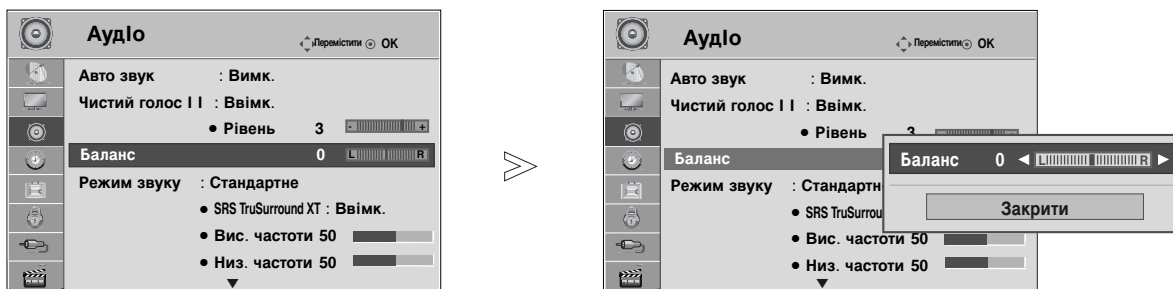 АудІо
Перемістити OK
Авто звук : Вимк.
Чистий голос I I : Ввімк.
• Рівень 3 - +
Баланс 0 L R
Режим звуку : Стандартне
• SRS TruSurround XT : Ввімк.
• Вис. частоти 50
• Низ. частоти 50
АудІо
Перемістити OK
Авто звук : Вимк.
Чистий голос I I : Ввімк.
• Рівень 3
Баланс
Режим звуку : Стандартн
• SRS TruSurrou
• Вис. частоти 50
• Низ. частоти 50
Баланс 0 L R
Закрити